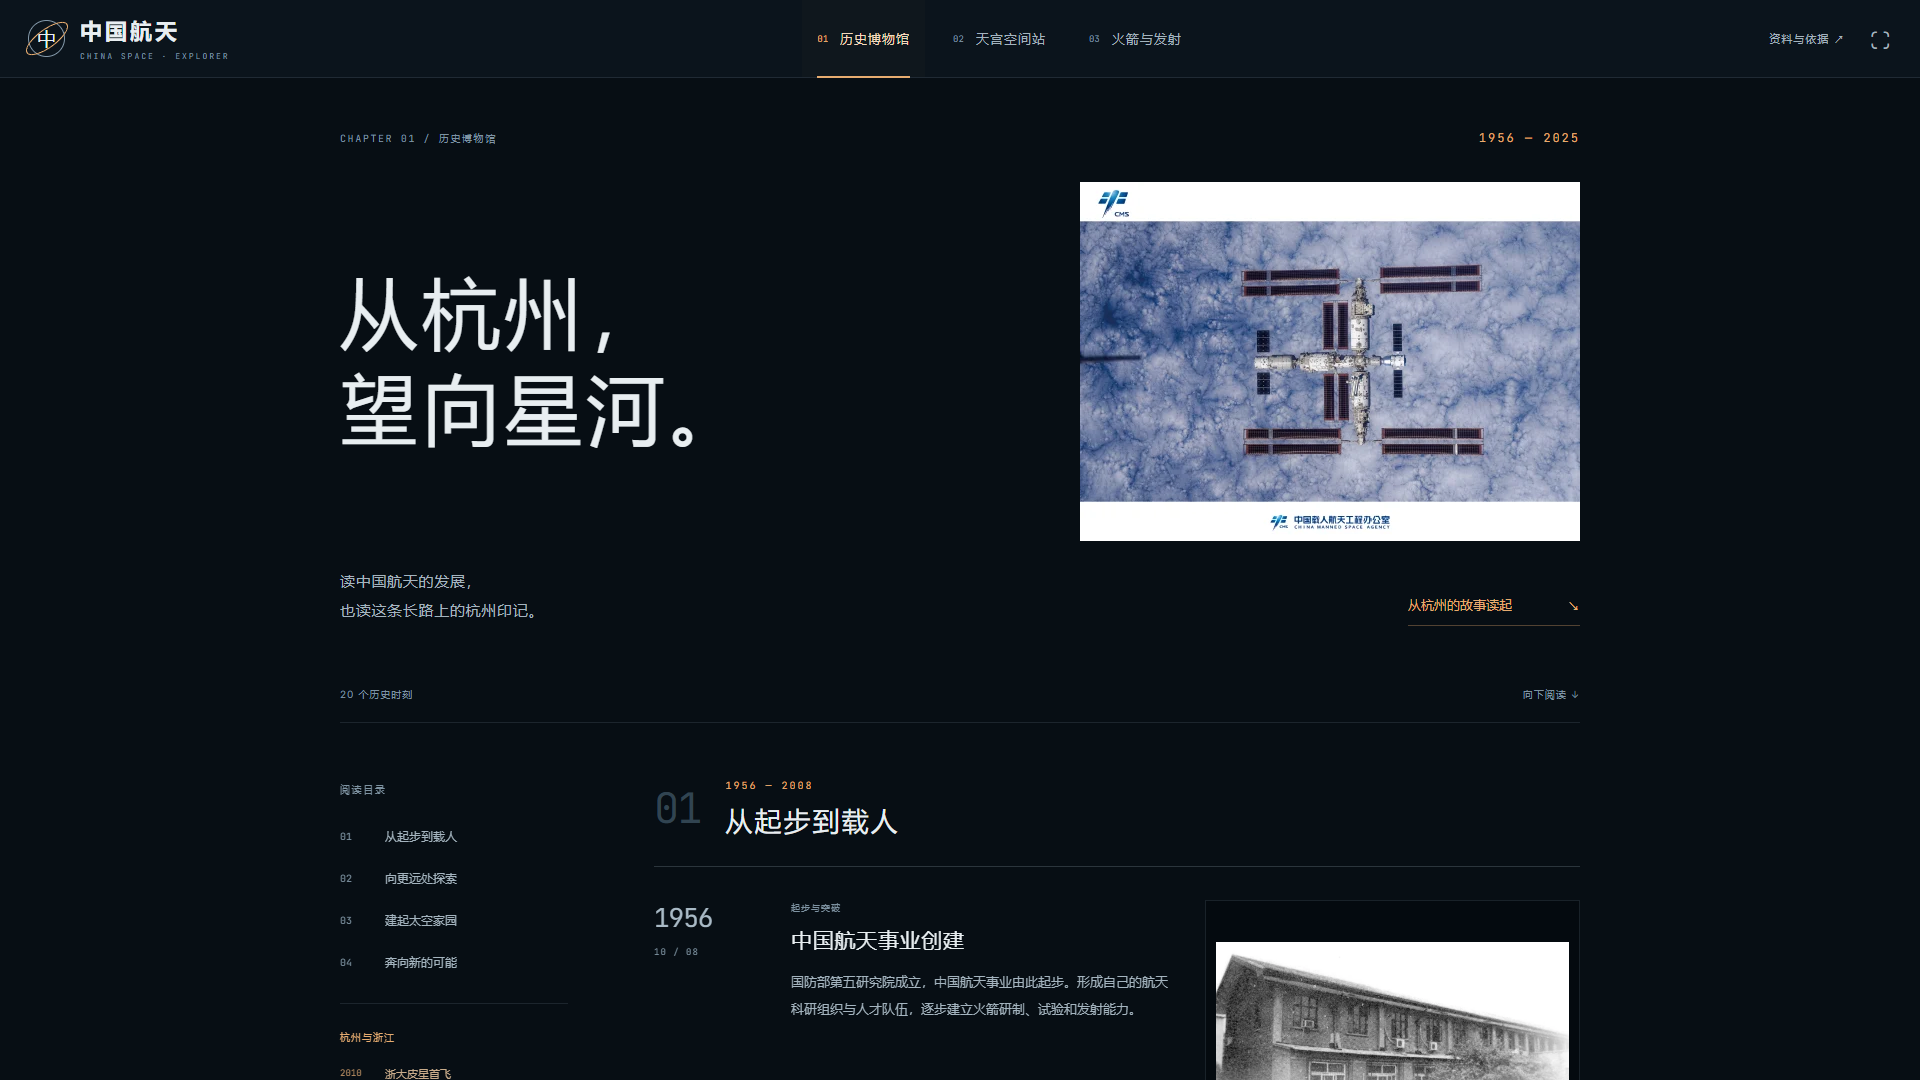 中
中国航天
CHINA SPACE · EXPLORER
01 历史博物馆
02 天宫空间站
03 火箭与发射
资料与依据 ↗
CHAPTER 01 / 历史博物馆
1956 — 2025
CMS
从杭州，
望向星河。
CMS 中国载人航天工程办公室
CHINA MANNED SPACE AGENCY
读中国航天的发展，
也读这条长路上的杭州印记。
从杭州的故事读起 ↘
20 个历史时刻
向下阅读 ↓
阅读目录
01 从起步到载人
02 向更远处探索
03 建起太空家园
04 奔向新的可能
杭州与浙江
2010 浙大皮星首飞
01
1956 — 2008
从起步到载人
1956
10 / 08
起步与突破
中国航天事业创建
国防部第五研究院成立，中国航天事业由此起步。形成自己的航天
科研组织与人才队伍，逐步建立火箭研制、试验和发射能力。